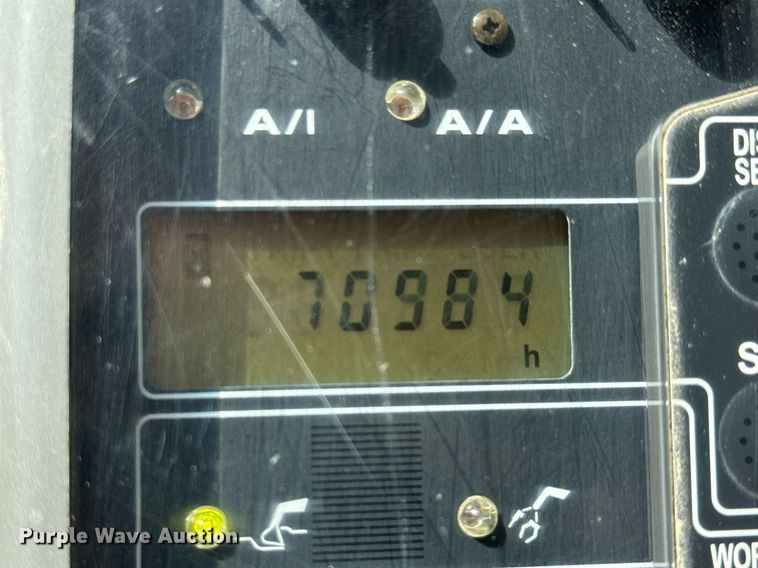 A/I A/A
DIS
SE
70984
h
S
WOR
Purple Wave Auction